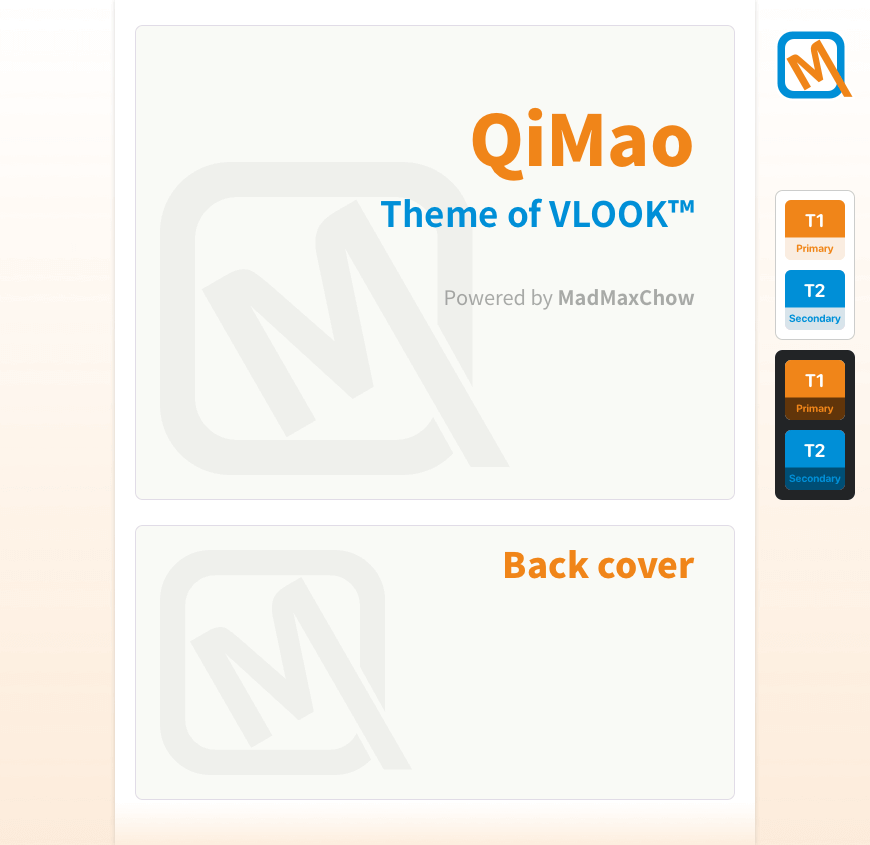 QiMao
Theme of VLOOK™
Powered by MadMaxChow
Back cover
T1
Primary
T2
Secondary
T1
Primary
T2
Secondary